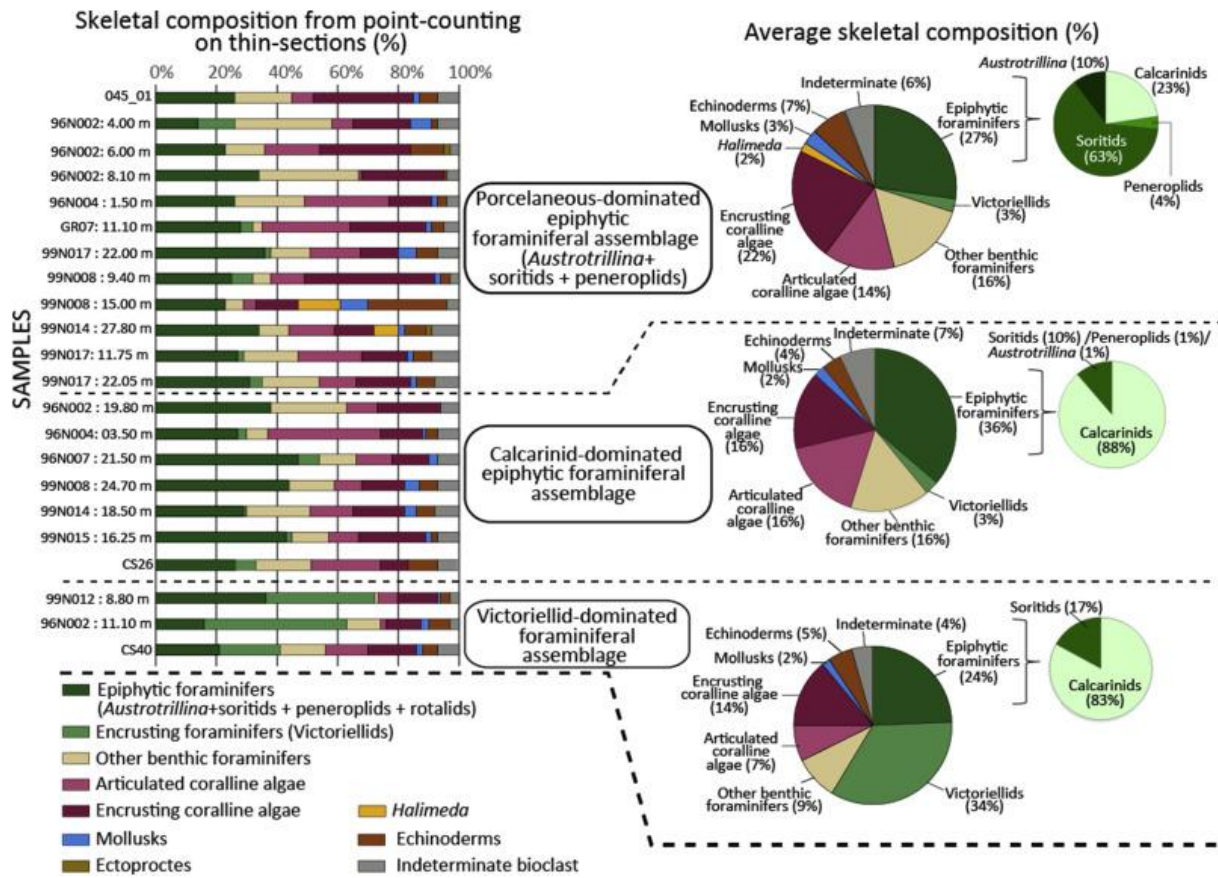 Skeletal composition from point-counting
on thin-sections (%)
0% 20% 40% 60% 80% 100%
SAMPLES
045_01
96N002: 4.00 m
96N002: 6.00 m
96N002: 8.10 m
96N004 : 1.50 m
GR07: 11.10 m
99N017 : 22.00 m
99N008 : 9.40 m
99N008 : 15.00 m
99N014 : 27.80 m
99N017: 11.75 m
99N017 : 22.05 m
96N002 : 19.80 m
96N004: 03.50 m
96N007 : 21.50 m
99N008 : 24.70 m
99N014 : 18.50 m
99N015 : 16.25 m
CS26
99N012 : 8.80 m
96N002 : 11.10 m
CS40
Porcelaneous-dominated
epiphytic
foraminiferal assemblage
(Austrotrillina+
soritids + peneroplids)
Calcarinid-dominated
epiphytic foraminiferal
assemblage
Victoriellid-dominated
foraminiferal
assemblage
Epiphytic foraminifers
(Austrotrillina+soritids + peneroplids + rotalids)
Encrusting foraminifers (Victoriellids)
Other benthic foraminifers
Articulated coralline algae
Encrusting coralline algae
Mollusks
Ectoproctes
Halimeda
Echinoderms
Indeterminate bioclast
Average skeletal composition (%)
Indeterminate (6%)
Echinoderms (7%)
Mollusks (3%)
Halimeda
(2%)
Encrusting
coralline algae
(22%)
Articulated
coralline algae (14%)
Other benthic
foraminifers
(16%)
Victoriellids
(3%)
Epiphytic
foraminifers
(27%)
Austrotrillina (10%)
Calcarinids
(23%)
Soritids
(63%)
Peneroplids
(4%)
Indeterminate (7%)
Echinoderms
(4%)
Mollusks
(2%)
Encrusting
coralline algae
(16%)
Articulated
coralline algae
(16%)
Other benthic
foraminifers (16%)
Victoriellids
(3%)
Epiphytic
foraminifers
(36%)
Soritids (10%) /Peneroplids (1%)/
Austrotrillina (1%)
Calcarinids
(88%)
Indeterminate (4%)
Echinoderms (5%)
Mollusks (2%)
Encrusting
coralline algae
(14%)
Articulated
coralline
algae (7%)
Other benthic
foraminifers (9%)
Victoriellids
(34%)
Epiphytic
foraminifers
(24%)
Soritids (17%)
Calcarinids
(83%)